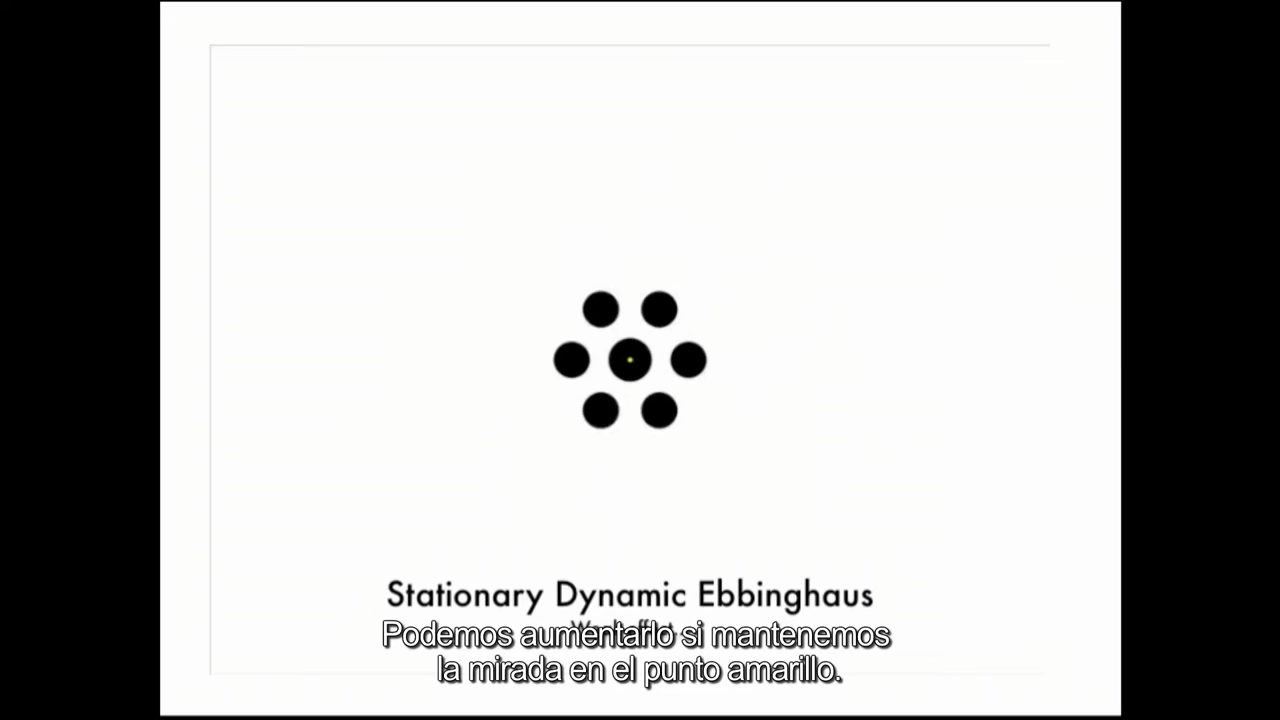 Stationary Dynamic Ebbinghaus
Podemos aumentarlo si mantenemos
la mirada en el punto amarillo.